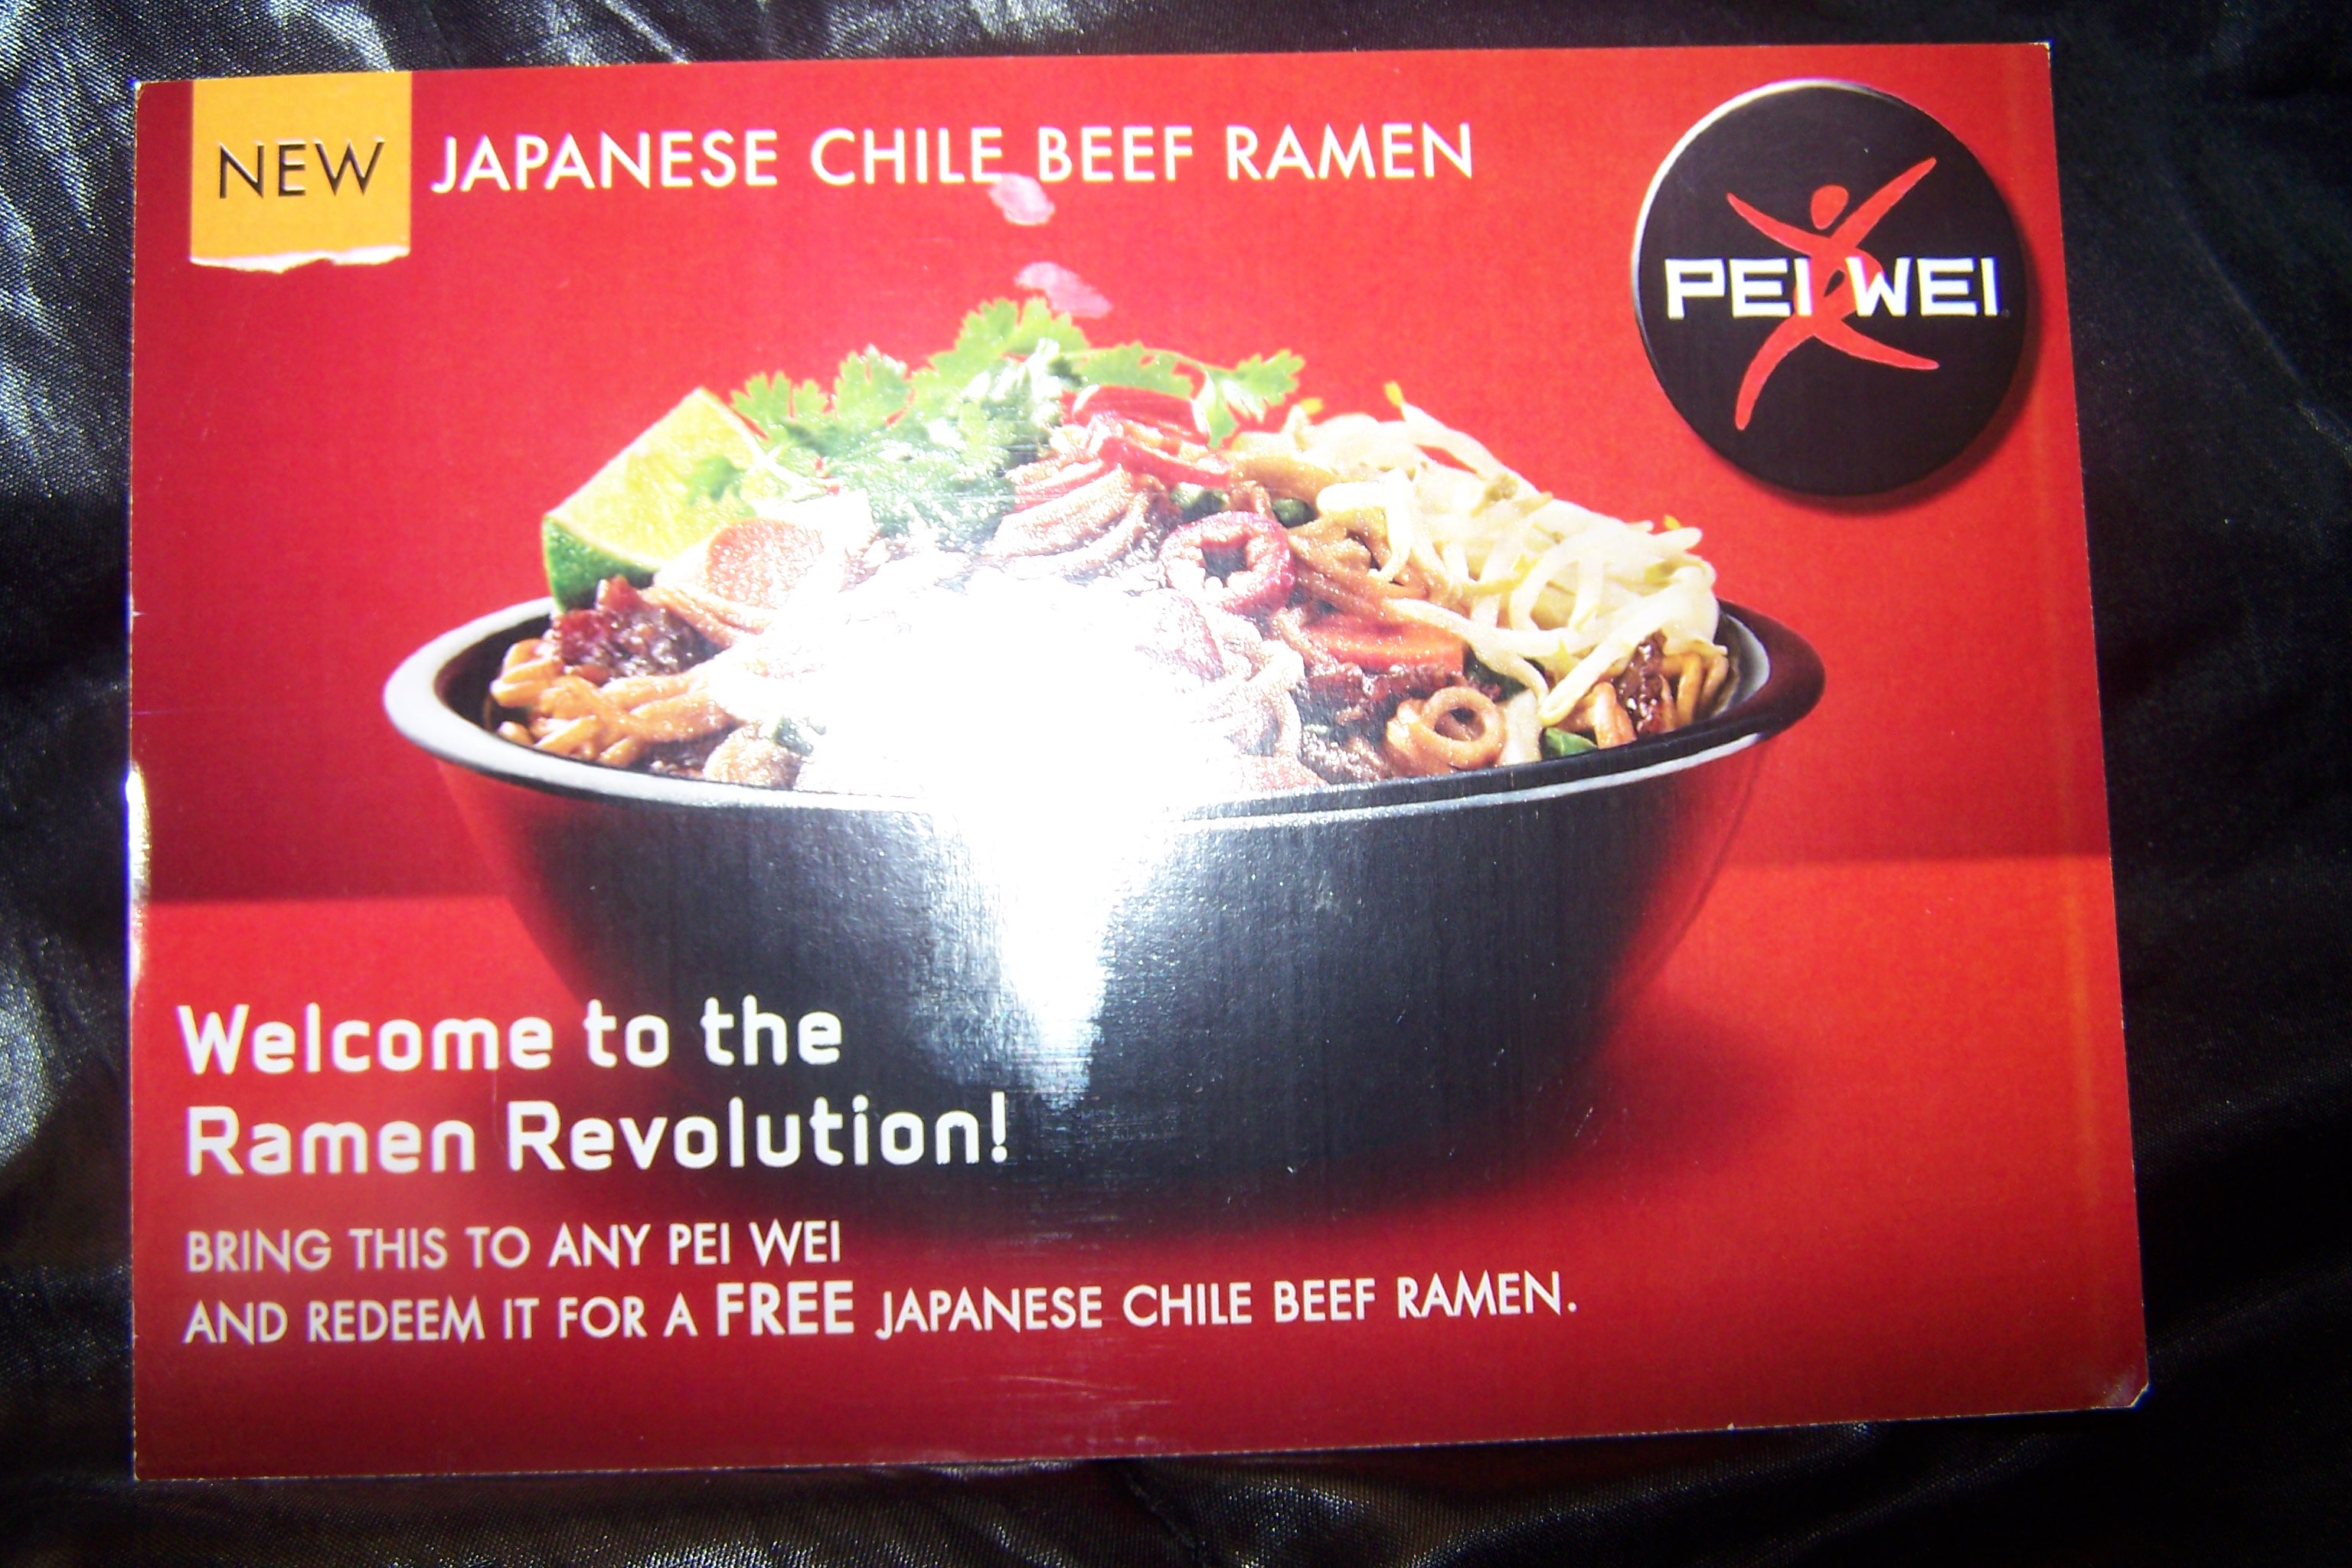 NEW JAPANESE CHILE BEEF RAMEN
PEI WEI
Welcome to the
Ramen Revolution!
BRING THIS TO ANY PEI WEI
AND REDEEM IT FOR A FREE JAPANESE CHILE BEEF RAMEN.